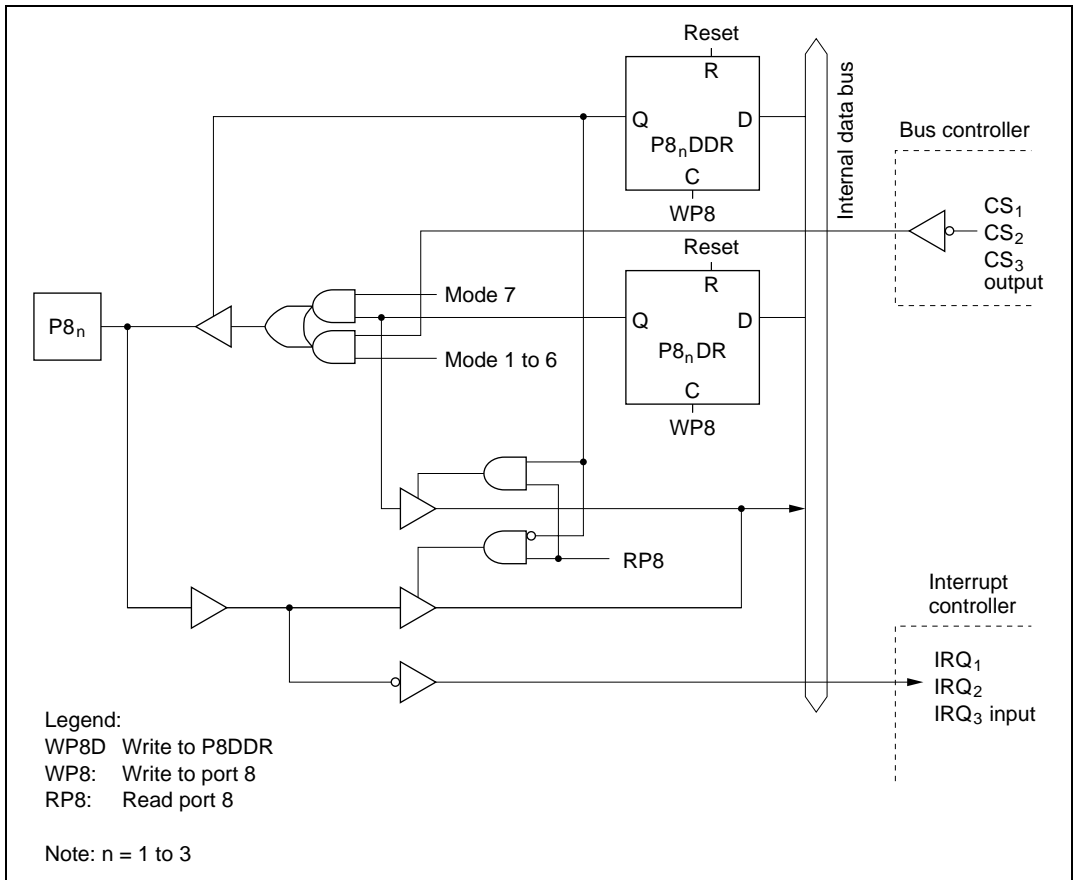 Reset
R
Q
D
P8nDDR
C
WP8
Internal data bus
Bus controller
CS1
CS2
CS3
output
Reset
R
Q
D
P8nDR
C
WP8
Mode 7
P8n
Mode 1 to 6
RP8
Interrupt
controller
IRQ1
IRQ2
IRQ3 input
Legend:
WP8D Write to P8DDR
WP8: Write to port 8
RP8: Read port 8
Note: n = 1 to 3